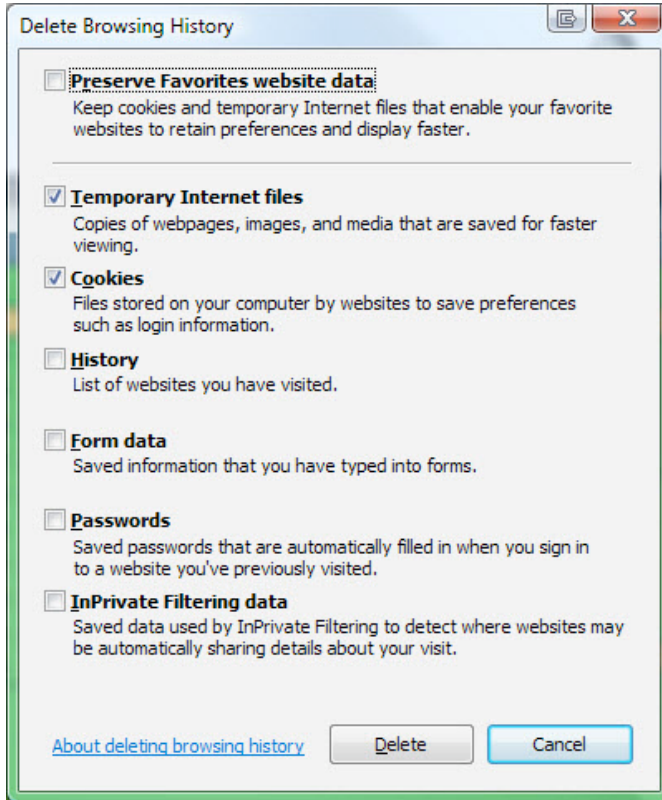 Delete Browsing History
Preserve Favorites website data
Keep cookies and temporary Internet files that enable your favorite
websites to retain preferences and display faster.
Temporary Internet files
Copies of webpages, images, and media that are saved for faster
viewing.
Cookies
Files stored on your computer by websites to save preferences
such as login information.
History
List of websites you have visited.
Form data
Saved information that you have typed into forms.
Passwords
Saved passwords that are automatically filled in when you sign in
to a website you've previously visited.
InPrivate Filtering data
Saved data used by InPrivate Filtering to detect where websites may
be automatically sharing details about your visit.
About deleting browsing history Delete Cancel